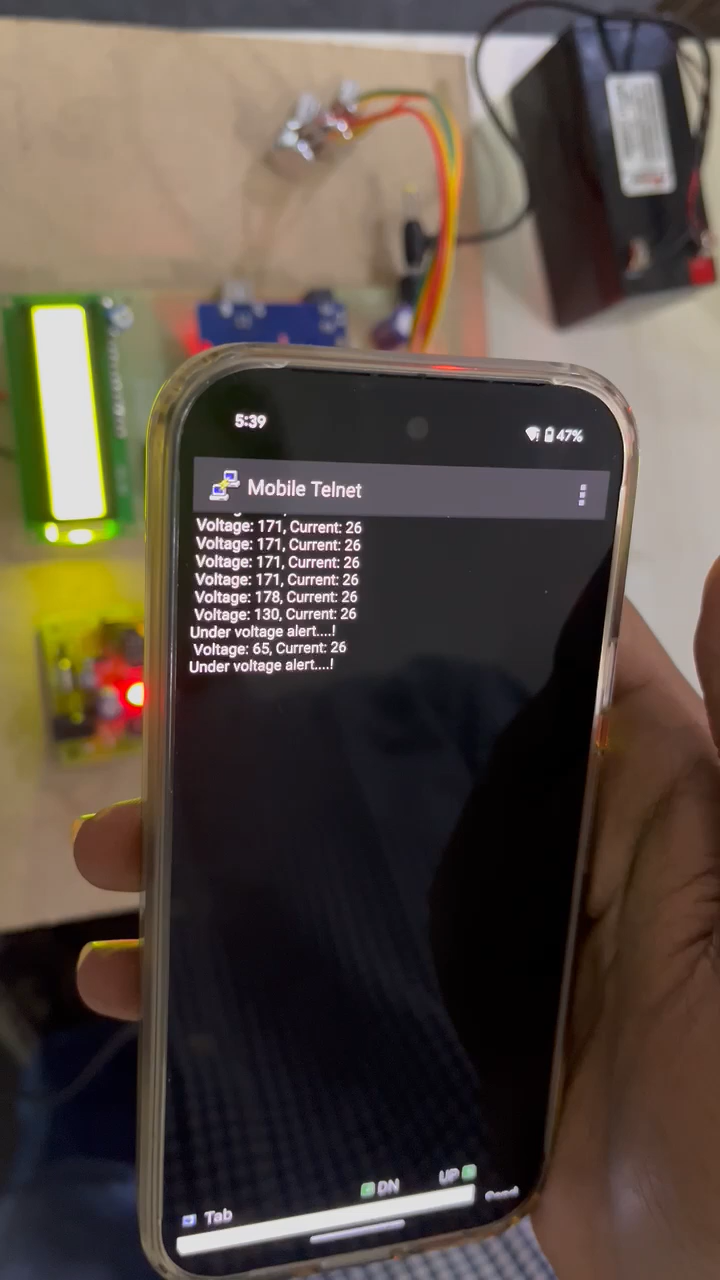 5:39
47%
Mobile Telnet
Voltage: 171, Current: 26
Voltage: 171, Current: 26
Voltage: 171, Current: 26
Voltage: 171, Current: 26
Voltage: 178, Current: 26
Voltage: 130, Current: 26
Under voltage alert....!
Voltage: 65, Current: 26
Under voltage alert....!
Tab
DN
UP
Send